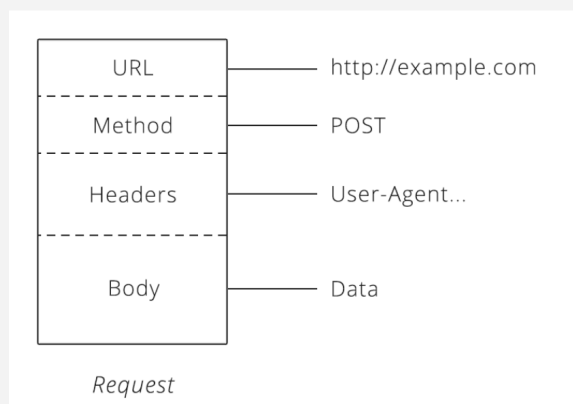 URL http://example.com
Method POST
Headers User-Agent...
Body Data
Request